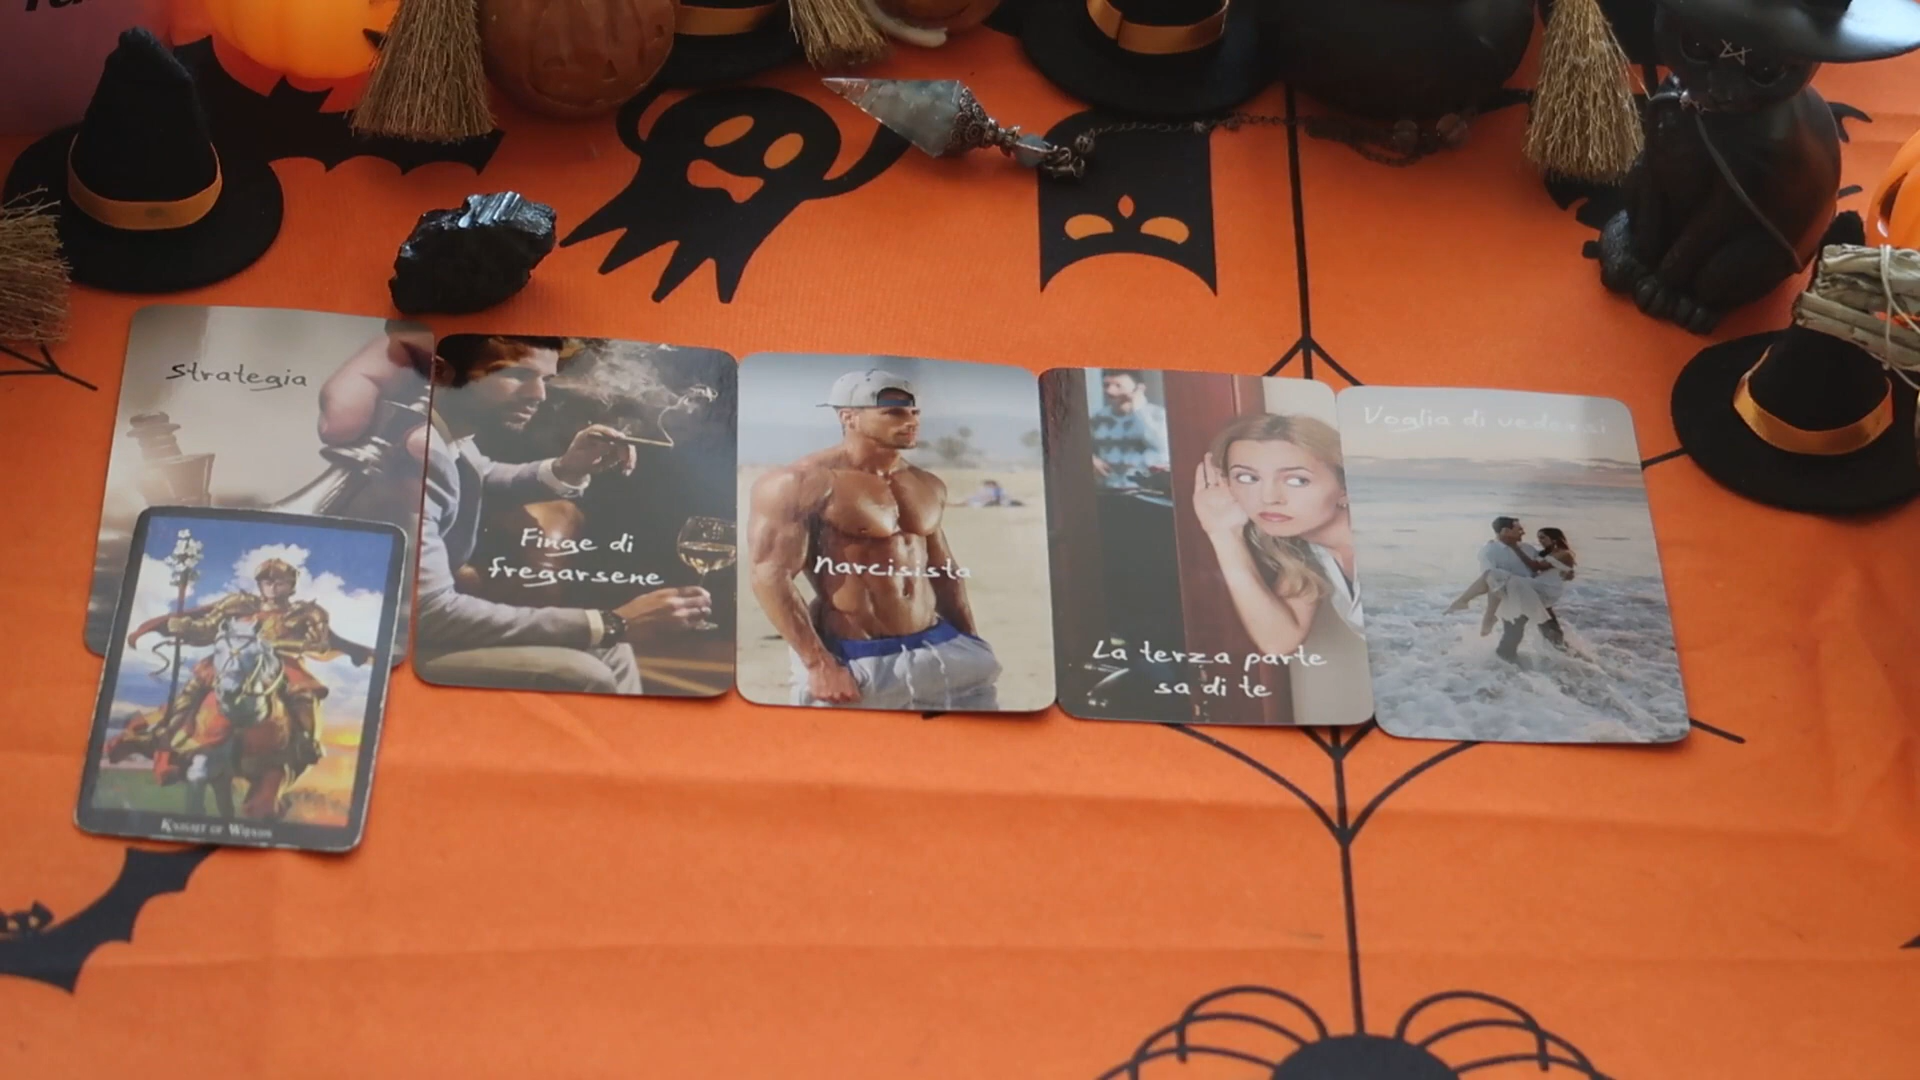 Strategia
Finge di
fregarsene
Narcisista
La terza parte
sa di te
Voglia di vedersi
Knight of Wands